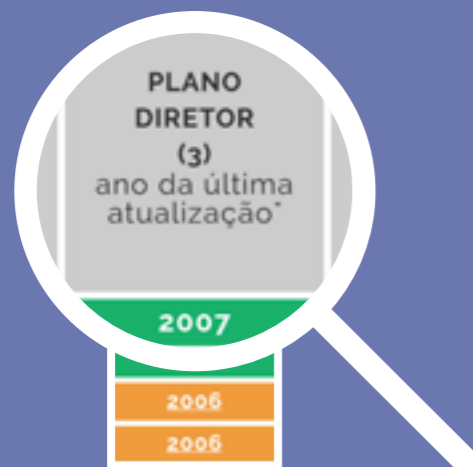 PLANO
DIRETOR
(3)
ano da última
atualização*
2007
2006
2006